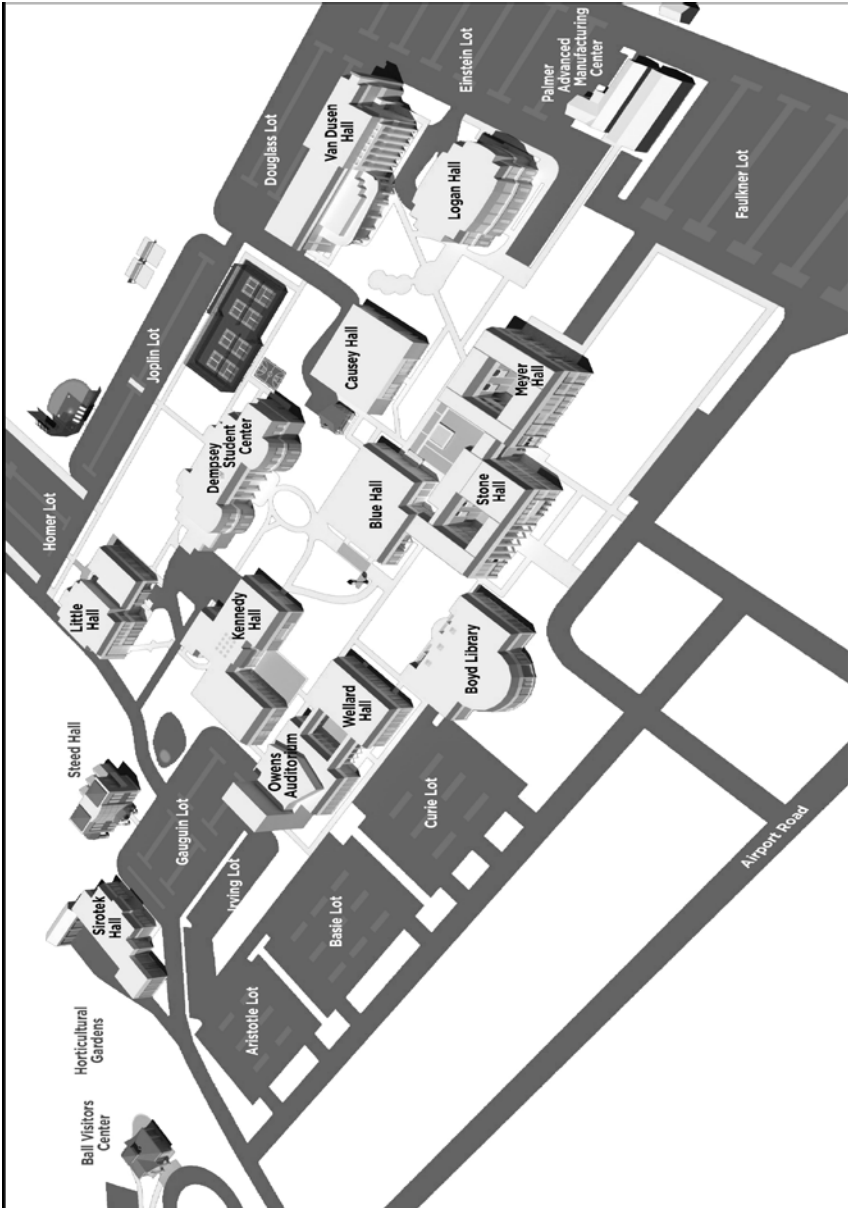 Homer Lot
Steed Hall
Little
Hall
Ball Visitors
Center
Horticultural
Gardens
Sirotek
Hall
Joplin Lot
Gauguin Lot
Dempsey
Student
Center
Irving Lot
Kennedy
Hall
Aristotle Lot
Douglass Lot
Owens
Auditorium
Basie Lot
Van Dusen
Hall
Causey Hall
Wellard
Hall
Blue Hall
Curie Lot
Logan Hall
Einstein Lot
Boyd Library
Stone
Hall
Meyer
Hall
Palmer
Advanced
Manufacturing
Center
Faulkner Lot
Airport Road